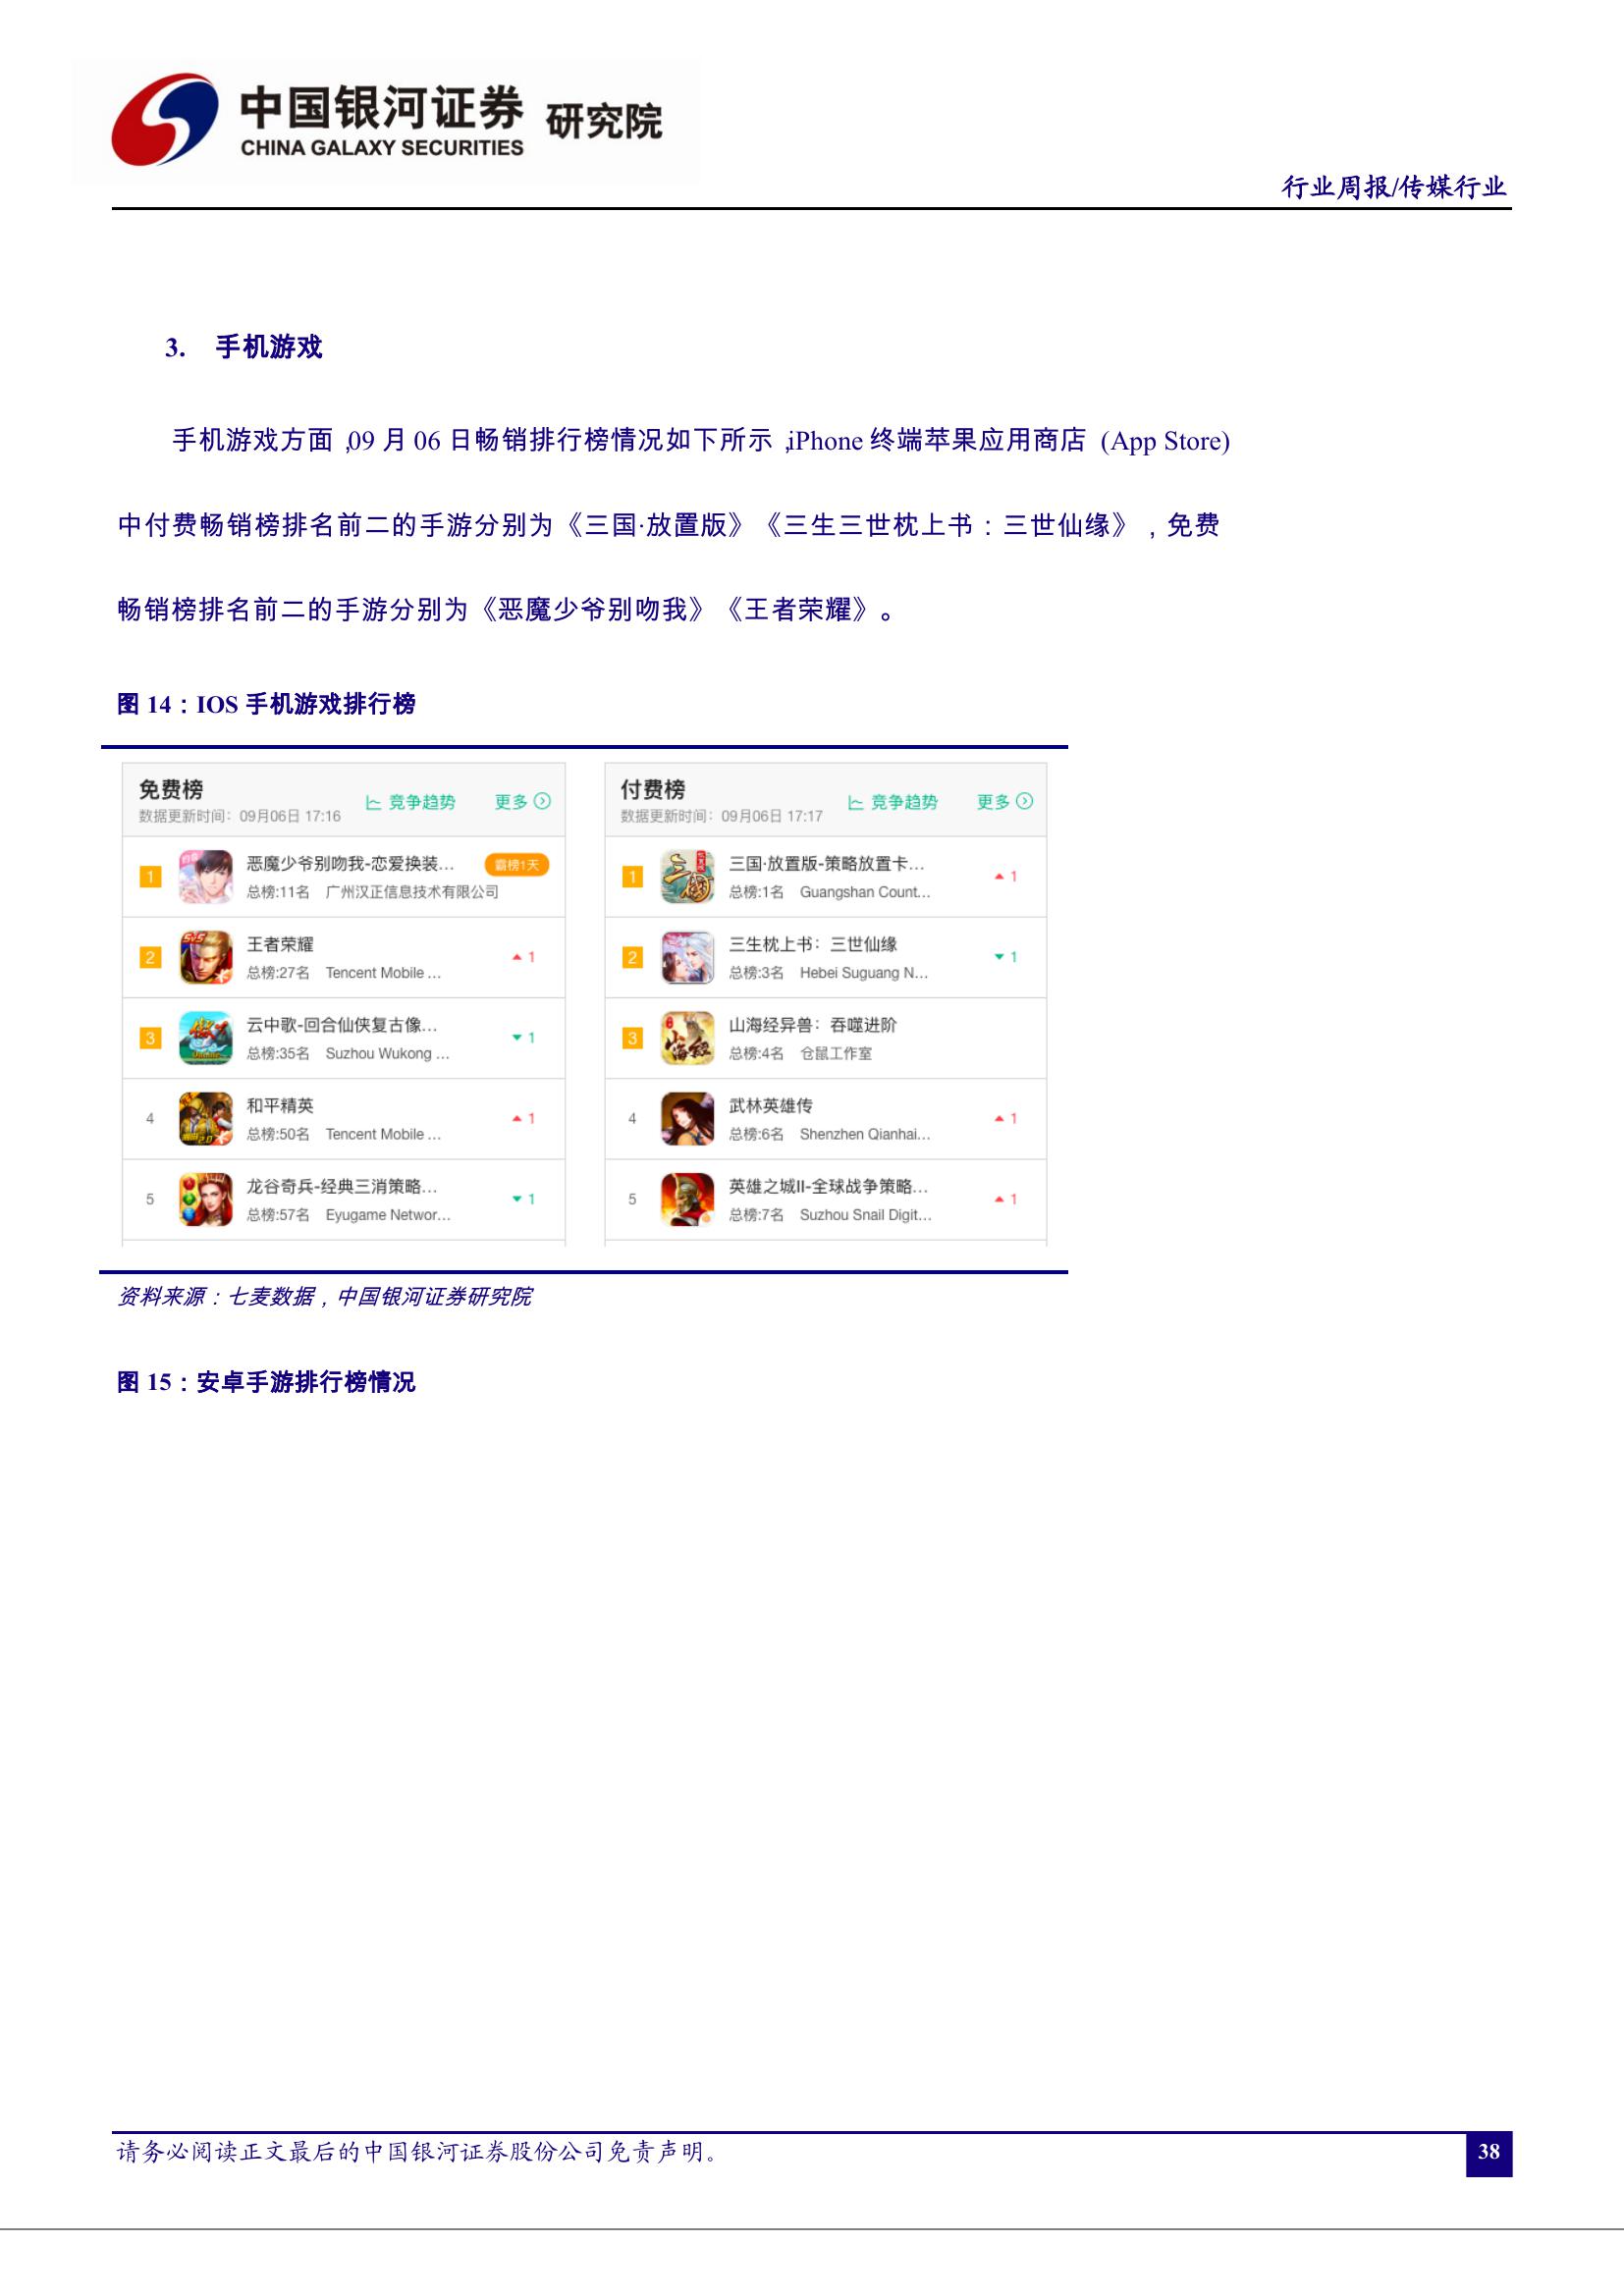 中国银河证券 研究院
CHINA GALAXY SECURITIES
行业周报/传媒行业
3. 手机游戏
手机游戏方面，09 月 06 日畅销排行榜情况如下所示，iPhone 终端苹果应用商店 (App Store)
中付费畅销榜排名前二的手游分别为《三国·放置版》《三生三世枕上书：三世仙缘》，免费
畅销榜排名前二的手游分别为《恶魔少爷别吻我》《王者荣耀》。
图 14：IOS 手机游戏排行榜
免费榜
数据更新时间：09月06日 17:16
竞争趋势 更多
1 恶魔少爷别吻我-恋爱换装... 霸榜1天
总榜:11名 广州汉正信息技术有限公司
2 王者荣耀 1
总榜:27名 Tencent Mobile ...
3 云中歌-回合仙侠复古像... 1
总榜:35名 Suzhou Wukong ...
4 和平精英 1
总榜:50名 Tencent Mobile ...
5 龙谷奇兵-经典三消策略... 1
总榜:57名 Eyugame Networ...
付费榜
数据更新时间：09月06日 17:17
竞争趋势 更多
1 三国·放置版-策略放置卡... 1
总榜:1名 Guangshan Count...
2 三生枕上书：三世仙缘 1
总榜:3名 Hebei Suguang N...
3 山海经异兽：吞噬进阶
总榜:4名 仓鼠工作室
4 武林英雄传 1
总榜:6名 Shenzhen Qianhai...
5 英雄之城II-全球战争策略... 1
总榜:7名 Suzhou Snail Digit...
资料来源：七麦数据，中国银河证券研究院
图 15：安卓手游排行榜情况
请务必阅读正文最后的中国银河证券股份公司免责声明。
38